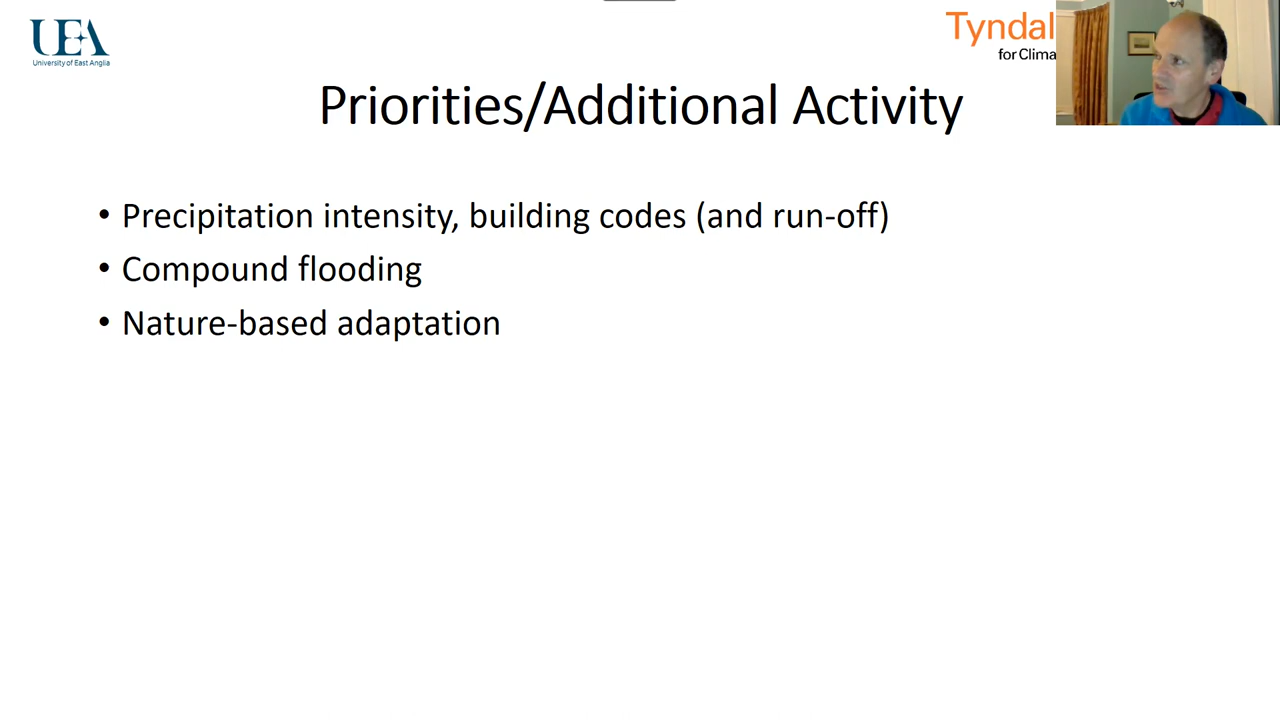 UEA
University of East Anglia
Tyndal
for Clima
Priorities/Additional Activity
• Precipitation intensity, building codes (and run-off)
• Compound flooding
• Nature-based adaptation